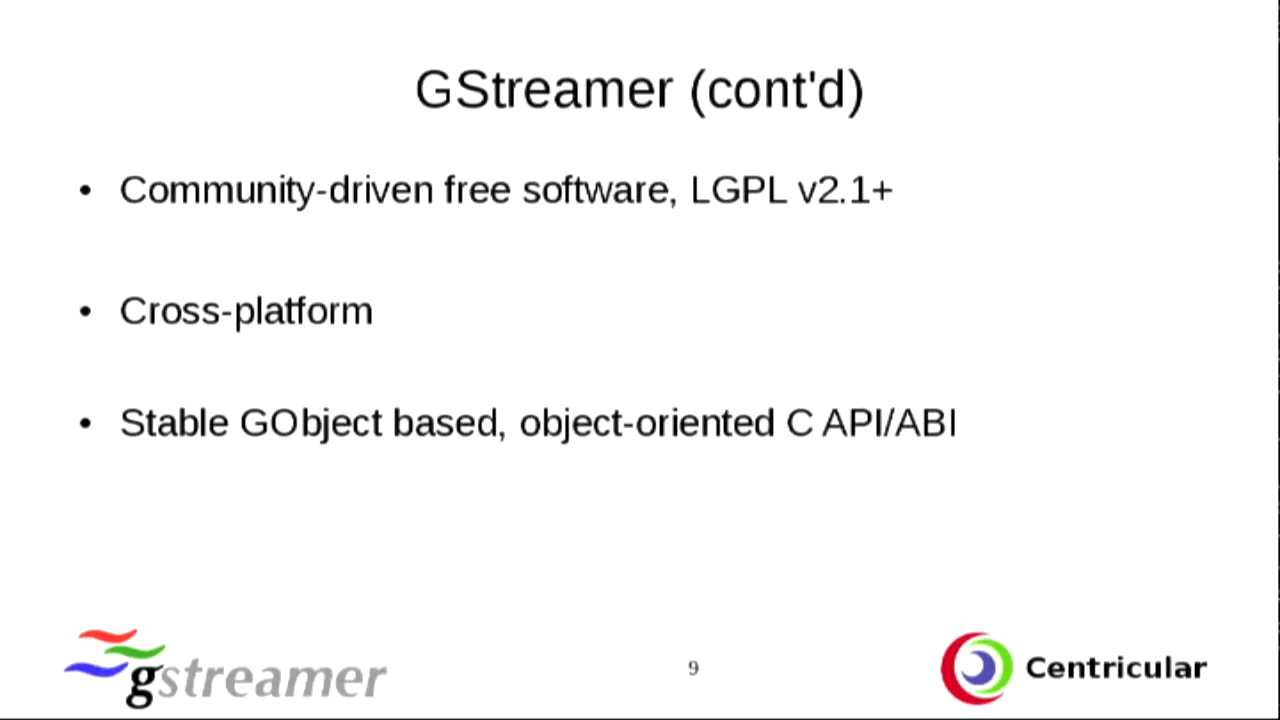 GStreamer (cont'd)
• Community-driven free software, LGPL v2.1+
• Cross-platform
• Stable GObject based, object-oriented C API/ABI
gstreamer
9
Centricular